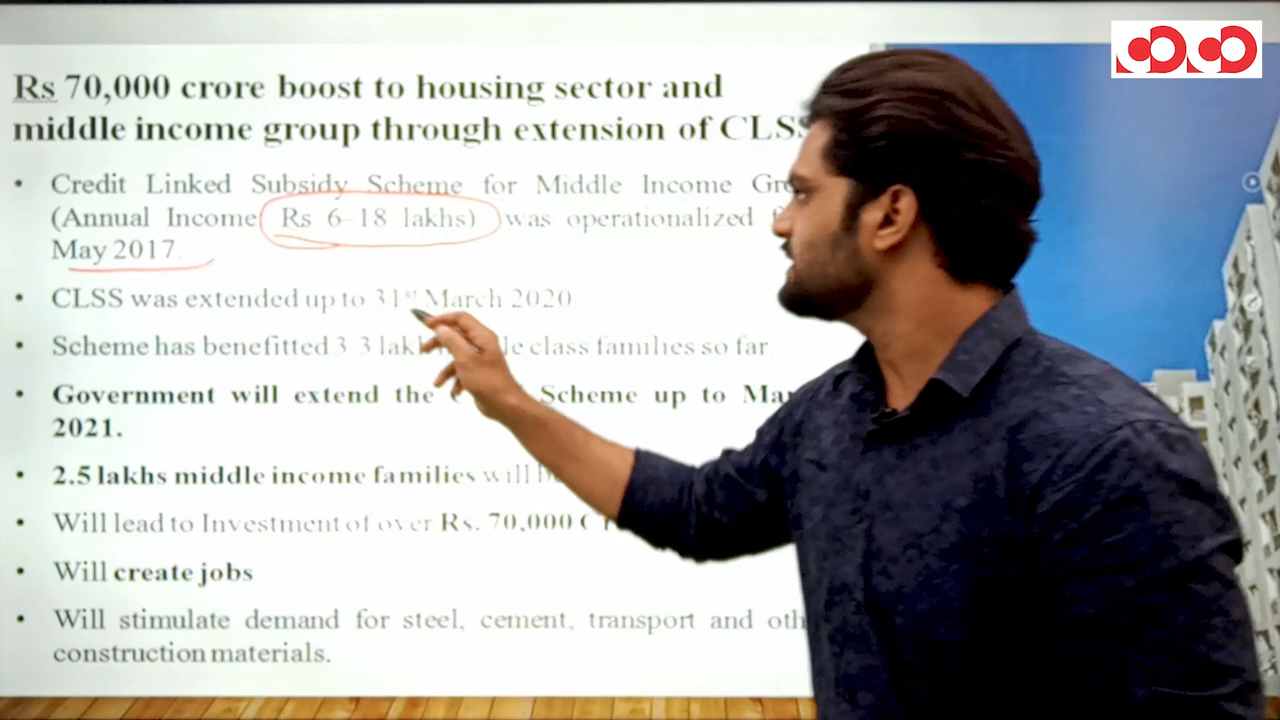 Rs 70,000 crore boost to housing sector and
middle income group through extension of CLSS
• Credit Linked Subsidy Scheme for Middle Income
(Annual Income Rs 6–18 lakhs) was operationalized
May 2017.
• CLSS was extended up to 31st March 2020
• Scheme has benefitted 3.3 class families so far
• Government will extend the Scheme up to
2021.
• 2.5 lakhs middle income families will
• Will lead to Investment of over Rs. 70,000
• Will create jobs
• Will stimulate demand for steel, cement, transport and
construction materials.